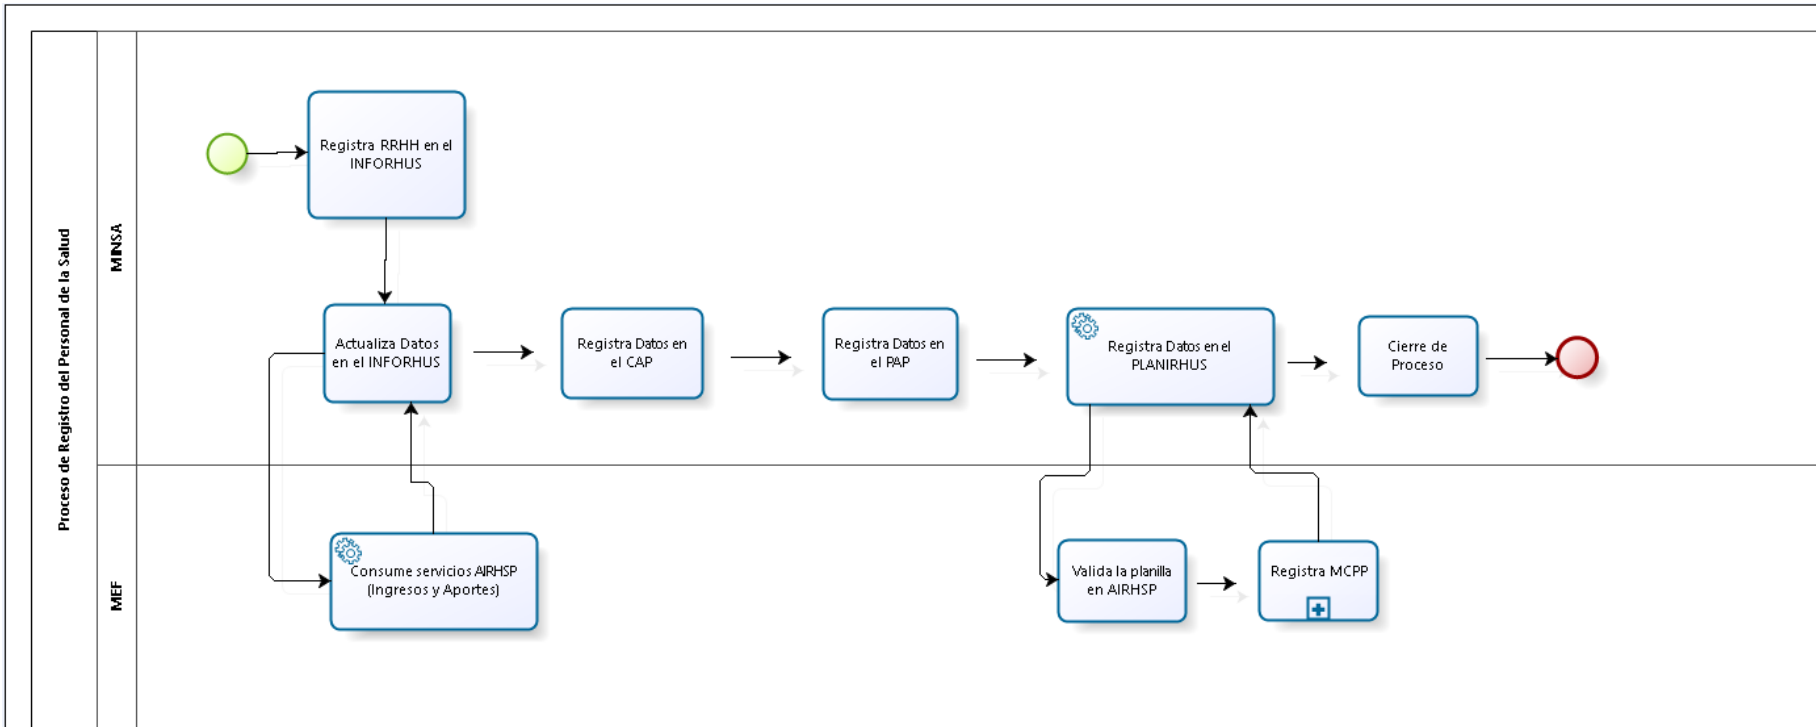 Proceso de Registro del Personal de la Salud
MINSA
Registra RRHH en el
INFORHUS
Actualiza Datos
en el INFORHUS
Registra Datos en
el CAP
Registra Datos en
el PAP
Registra Datos en el
PLANIRHUS
Cierre de
Proceso
MEF
Consume servicios AIRHSP
(Ingresos y Aportes)
Valida la planilla
en AIRHSP
Registra MCPP